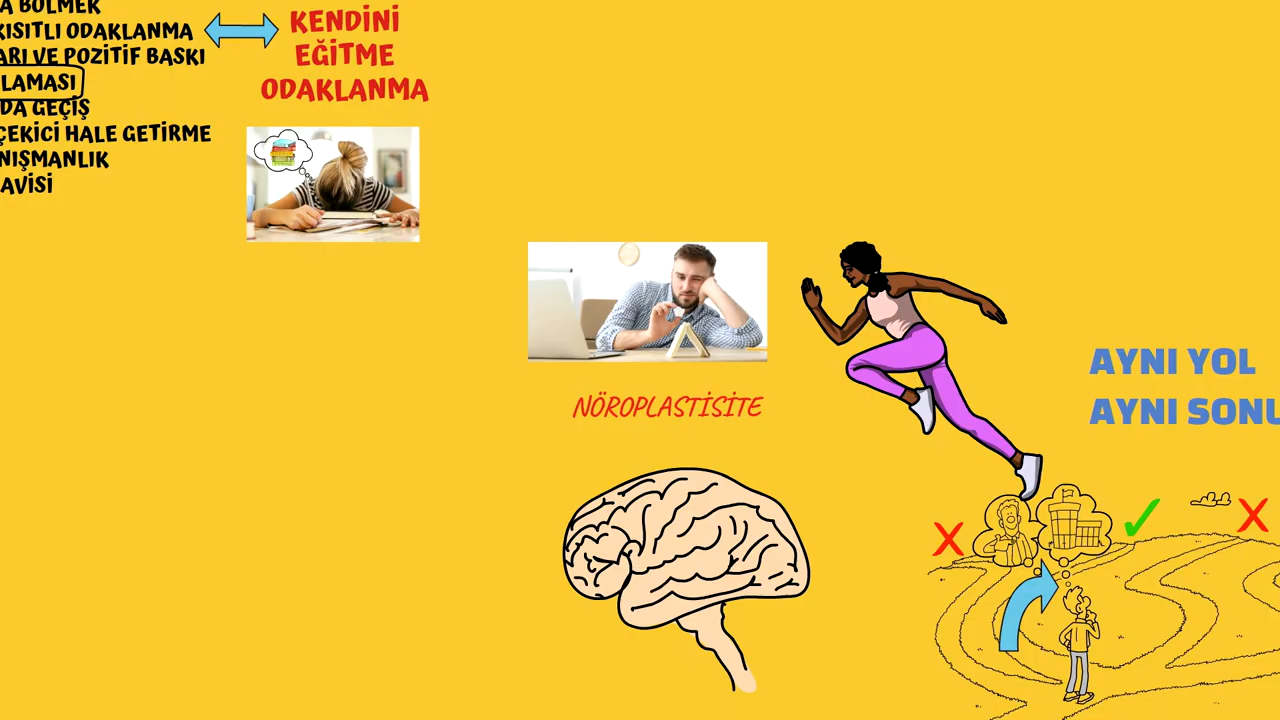 A BÖLMEK
KISITLI ODAKLANMA
ARI VE POZİTİF BASKI
LAMASI
DA GEÇİŞ
ÇEKİCİ HALE GETİRME
NIŞMANLIK
AVİSİ
KENDİNİ
EĞİTME
ODAKLANMA
NÖROPLASTİSİTE
AYNI YOL
AYNI SONU